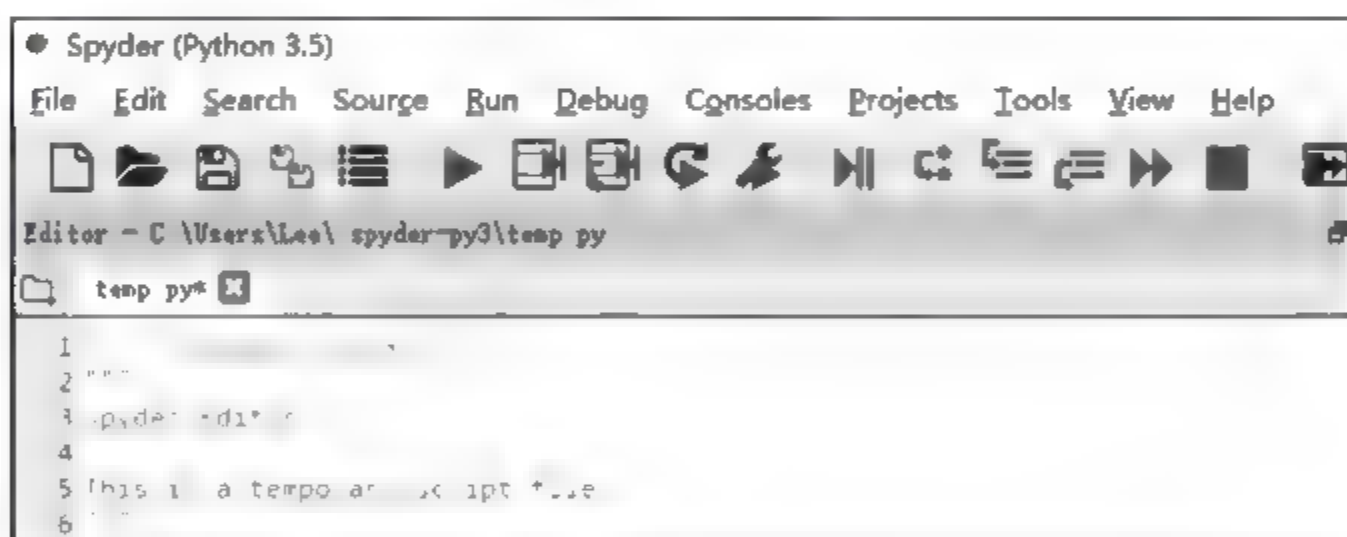 Spyder (Python 3.5)
File Edit Search Source Run Debug Consoles Projects Tools View Help
Editor - C \Users\Lee\ spyder-py3\temp py
temp py*
1
2 """
3
4
5 This a
6